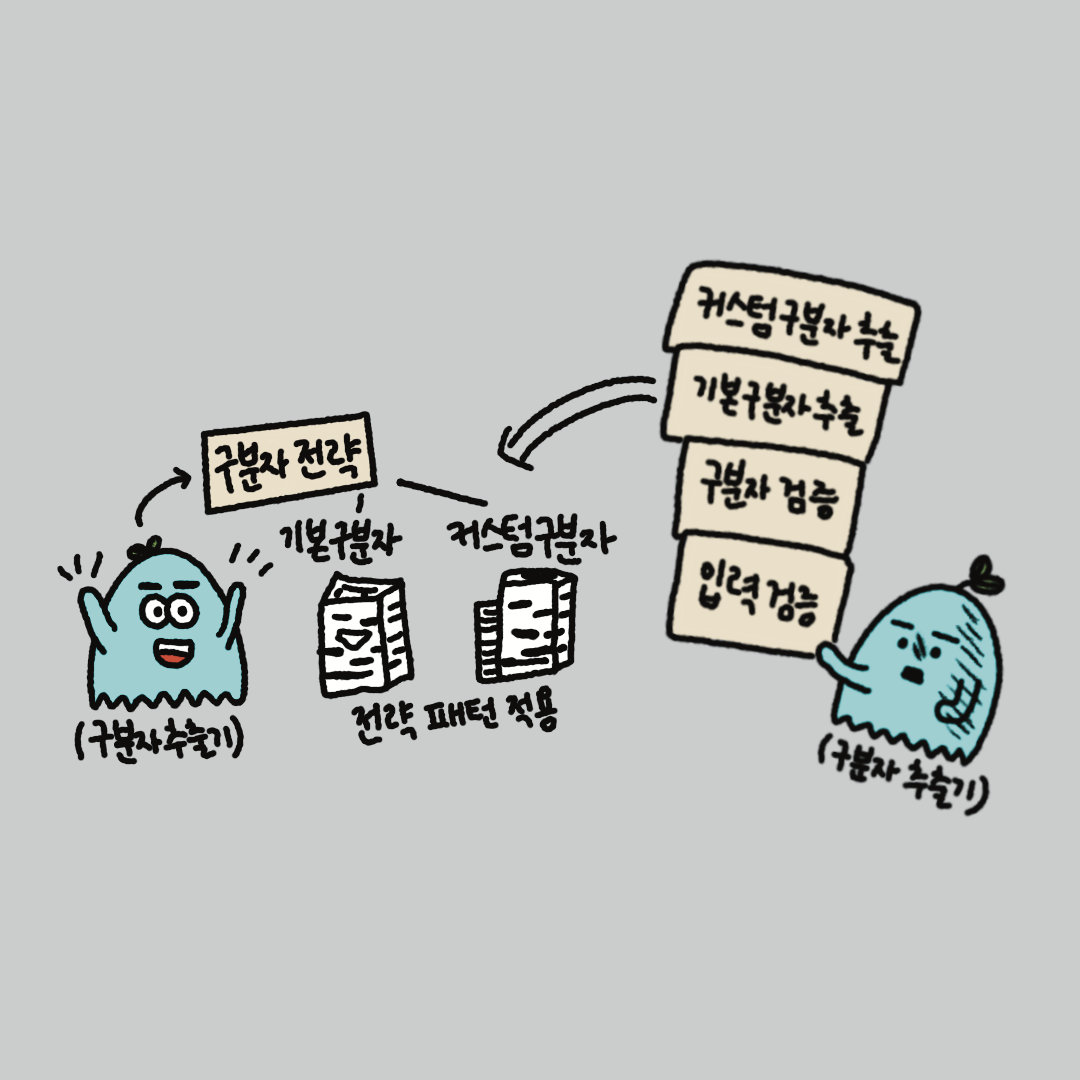 커스텀구분자 추출
기본구분자 추출
구분자 검증
입력 검증
(구분자 추출기)
구분자 전략
기본구분자
커스텀구분자
전략 패턴 적용
(구분자추출기)